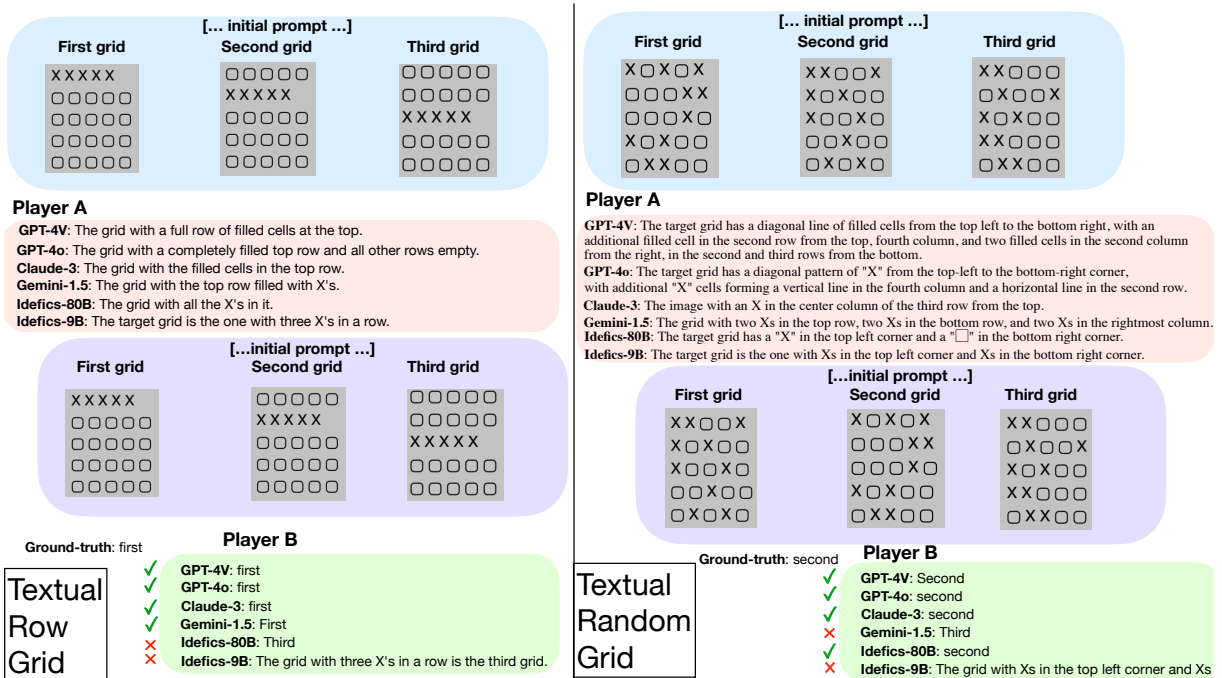 [... initial prompt ...]
First grid
Second grid
Third grid
X X X X X
▢ ▢ ▢ ▢ ▢
▢ ▢ ▢ ▢ ▢
▢ ▢ ▢ ▢ ▢
▢ ▢ ▢ ▢ ▢
▢ ▢ ▢ ▢ ▢
X X X X X
▢ ▢ ▢ ▢ ▢
▢ ▢ ▢ ▢ ▢
▢ ▢ ▢ ▢ ▢
▢ ▢ ▢ ▢ ▢
▢ ▢ ▢ ▢ ▢
X X X X X
▢ ▢ ▢ ▢ ▢
▢ ▢ ▢ ▢ ▢
Player A
GPT-4V: The grid with a full row of filled cells at the top.
GPT-4o: The grid with a completely filled top row and all other rows empty.
Claude-3: The grid with the filled cells in the top row.
Gemini-1.5: The grid with the top row filled with X's.
Idefics-80B: The grid with all the X's in it.
Idefics-9B: The target grid is the one with three X's in a row.
[...initial prompt ...]
First grid
Second grid
Third grid
X X X X X
▢ ▢ ▢ ▢ ▢
▢ ▢ ▢ ▢ ▢
▢ ▢ ▢ ▢ ▢
▢ ▢ ▢ ▢ ▢
▢ ▢ ▢ ▢ ▢
X X X X X
▢ ▢ ▢ ▢ ▢
▢ ▢ ▢ ▢ ▢
▢ ▢ ▢ ▢ ▢
▢ ▢ ▢ ▢ ▢
▢ ▢ ▢ ▢ ▢
X X X X X
▢ ▢ ▢ ▢ ▢
▢ ▢ ▢ ▢ ▢
Player B
Ground-truth: first
✓ GPT-4V: first
✓ GPT-4o: first
✓ Claude-3: first
✓ Gemini-1.5: First
✗ Idefics-80B: Third
✗ Idefics-9B: The grid with three X's in a row is the third grid.
Textual
Row
Grid
[... initial prompt ...]
First grid
Second grid
Third grid
X ▢ X ▢ X
▢ ▢ ▢ X X
▢ ▢ ▢ X ▢
X ▢ X ▢ ▢
▢ X X ▢ ▢
X X ▢ ▢ X
X ▢ X ▢ ▢
X ▢ ▢ X ▢
▢ ▢ X ▢ ▢
▢ X ▢ X ▢
X X ▢ ▢ ▢
▢ X ▢ ▢ X
X ▢ X ▢ ▢
X X ▢ ▢ ▢
▢ X X ▢ ▢
Player A
GPT-4V: The target grid has a diagonal line of filled cells from the top left to the bottom right, with an
additional filled cell in the second row from the top, fourth column, and two filled cells in the second column
from the right, in the second and third rows from the bottom.
GPT-4o: The target grid has a diagonal pattern of "X" from the top-left to the bottom-right corner,
with additional "X" cells forming a vertical line in the fourth column and a horizontal line in the second row.
Claude-3: The image with an X in the center column of the third row from the top.
Gemini-1.5: The grid with two Xs in the top row, two Xs in the bottom row, and two Xs in the rightmost column.
Idefics-80B: The target grid has a "X" in the top left corner and a "▢" in the bottom right corner.
Idefics-9B: The target grid is the one with Xs in the top left corner and Xs in the bottom right corner.
[...initial prompt ...]
First grid
Second grid
Third grid
X X ▢ ▢ X
X ▢ X ▢ ▢
X ▢ ▢ X ▢
▢ ▢ X ▢ ▢
▢ X ▢ X ▢
X ▢ X ▢ X
▢ ▢ ▢ X X
▢ ▢ ▢ X ▢
X ▢ X ▢ ▢
▢ X X ▢ ▢
X X ▢ ▢ ▢
▢ X ▢ ▢ X
X ▢ X ▢ ▢
X X ▢ ▢ ▢
▢ X X ▢ ▢
Player B
Ground-truth: second
✓ GPT-4V: Second
✓ GPT-4o: second
✓ Claude-3: second
✗ Gemini-1.5: Third
✓ Idefics-80B: second
✗ Idefics-9B: The grid with Xs in the top left corner and Xs
Textual
Random
Grid